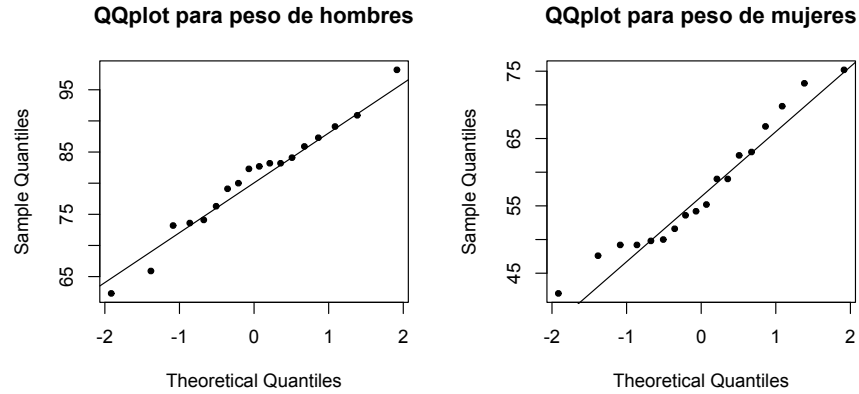 QQplot para peso de hombres
Sample Quantiles
95
85
75
65
-2 -1 0 1 2
Theoretical Quantiles
QQplot para peso de mujeres
Sample Quantiles
75
65
55
45
-2 -1 0 1 2
Theoretical Quantiles